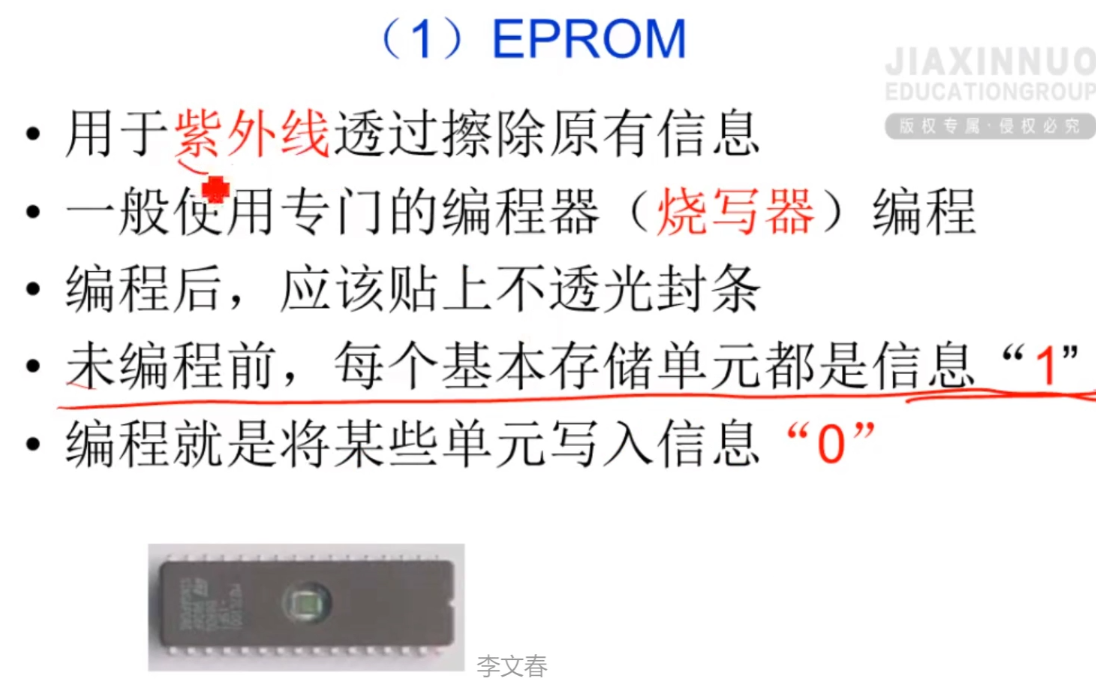 （1）EPROM
JIAXINNUO
EDUCATIONGROUP
版权专属·侵权必究
• 用于紫外线透过擦除原有信息
• 一般使用专门的编程器（烧写器）编程
• 编程后，应该贴上不透光封条
• 未编程前，每个基本存储单元都是信息“1”
• 编程就是将某些单元写入信息“0”
李文春